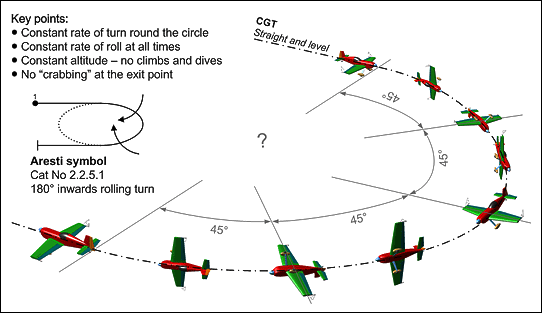 Key points:
● Constant rate of turn round the circle
● Constant rate of roll at all times
● Constant altitude – no climbs and dives
● No “crabbing” at the exit point
CGT
Straight and level
1
Aresti symbol
Cat No 2.2.5.1
180° inwards rolling turn
?
45°
45°
45°
45°